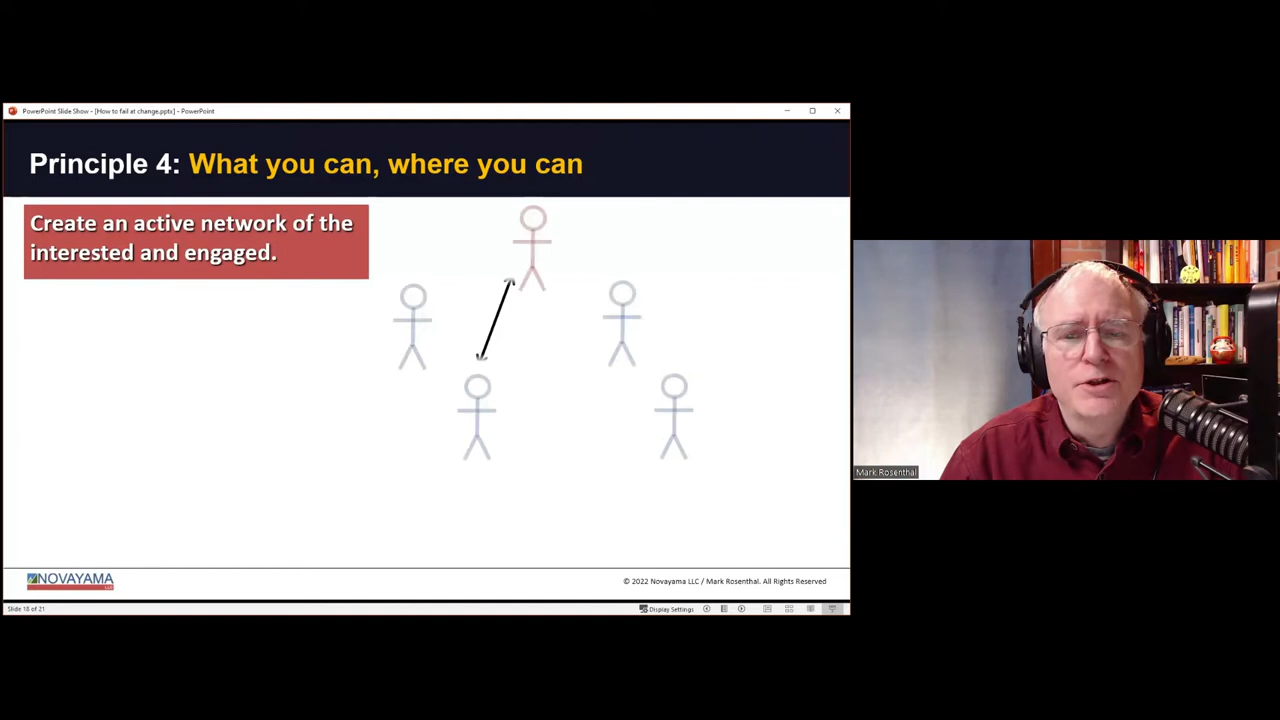 PowerPoint Slide Show - [How to fail at change.pptx] - PowerPoint
Principle 4: What you can, where you can
Create an active network of the
interested and engaged.
Mark Rosenthal
NOVAYAMA
LLC
© 2022 Novayama LLC / Mark Rosenthal. All Rights Reserved
Slide 18 of 21
Display Settings